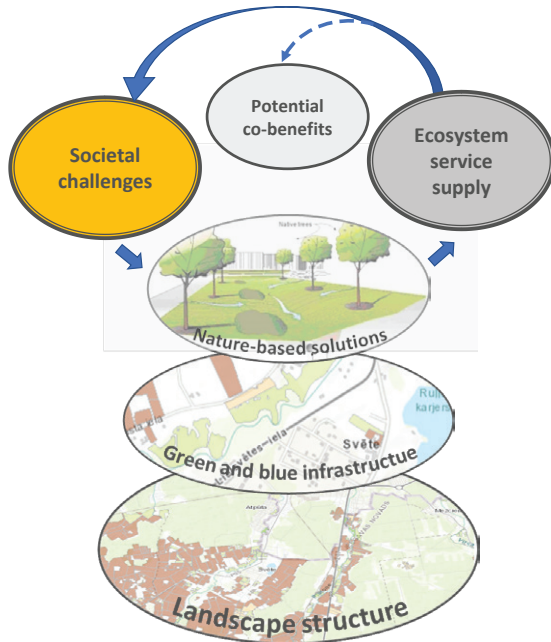 Potential
co-benefits
Societal
challenges
Ecosystem
service
supply
Native trees
Nature-based solutions
Svēte
Green and blue infrastructue
Landscape structure